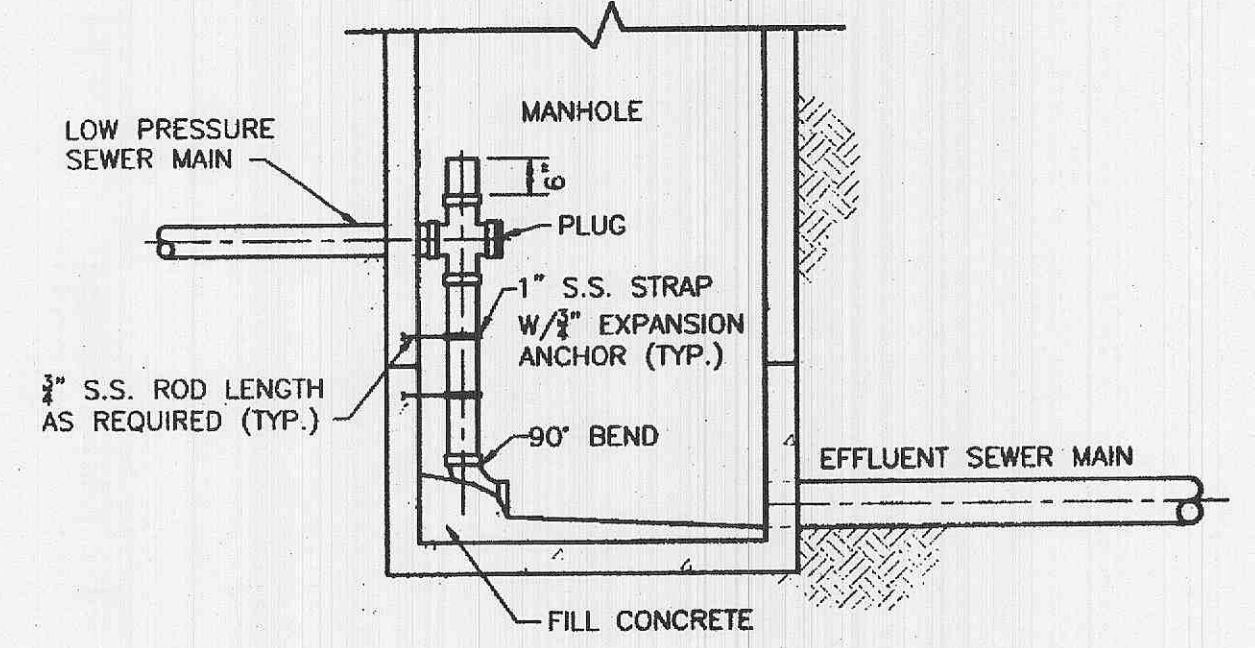 MANHOLE
LOW PRESSURE
SEWER MAIN
6"
PLUG
1" S.S. STRAP
W/¾" EXPANSION
ANCHOR (TYP.)
¾" S.S. ROD LENGTH
AS REQUIRED (TYP.)
90° BEND
EFFLUENT SEWER MAIN
FILL CONCRETE